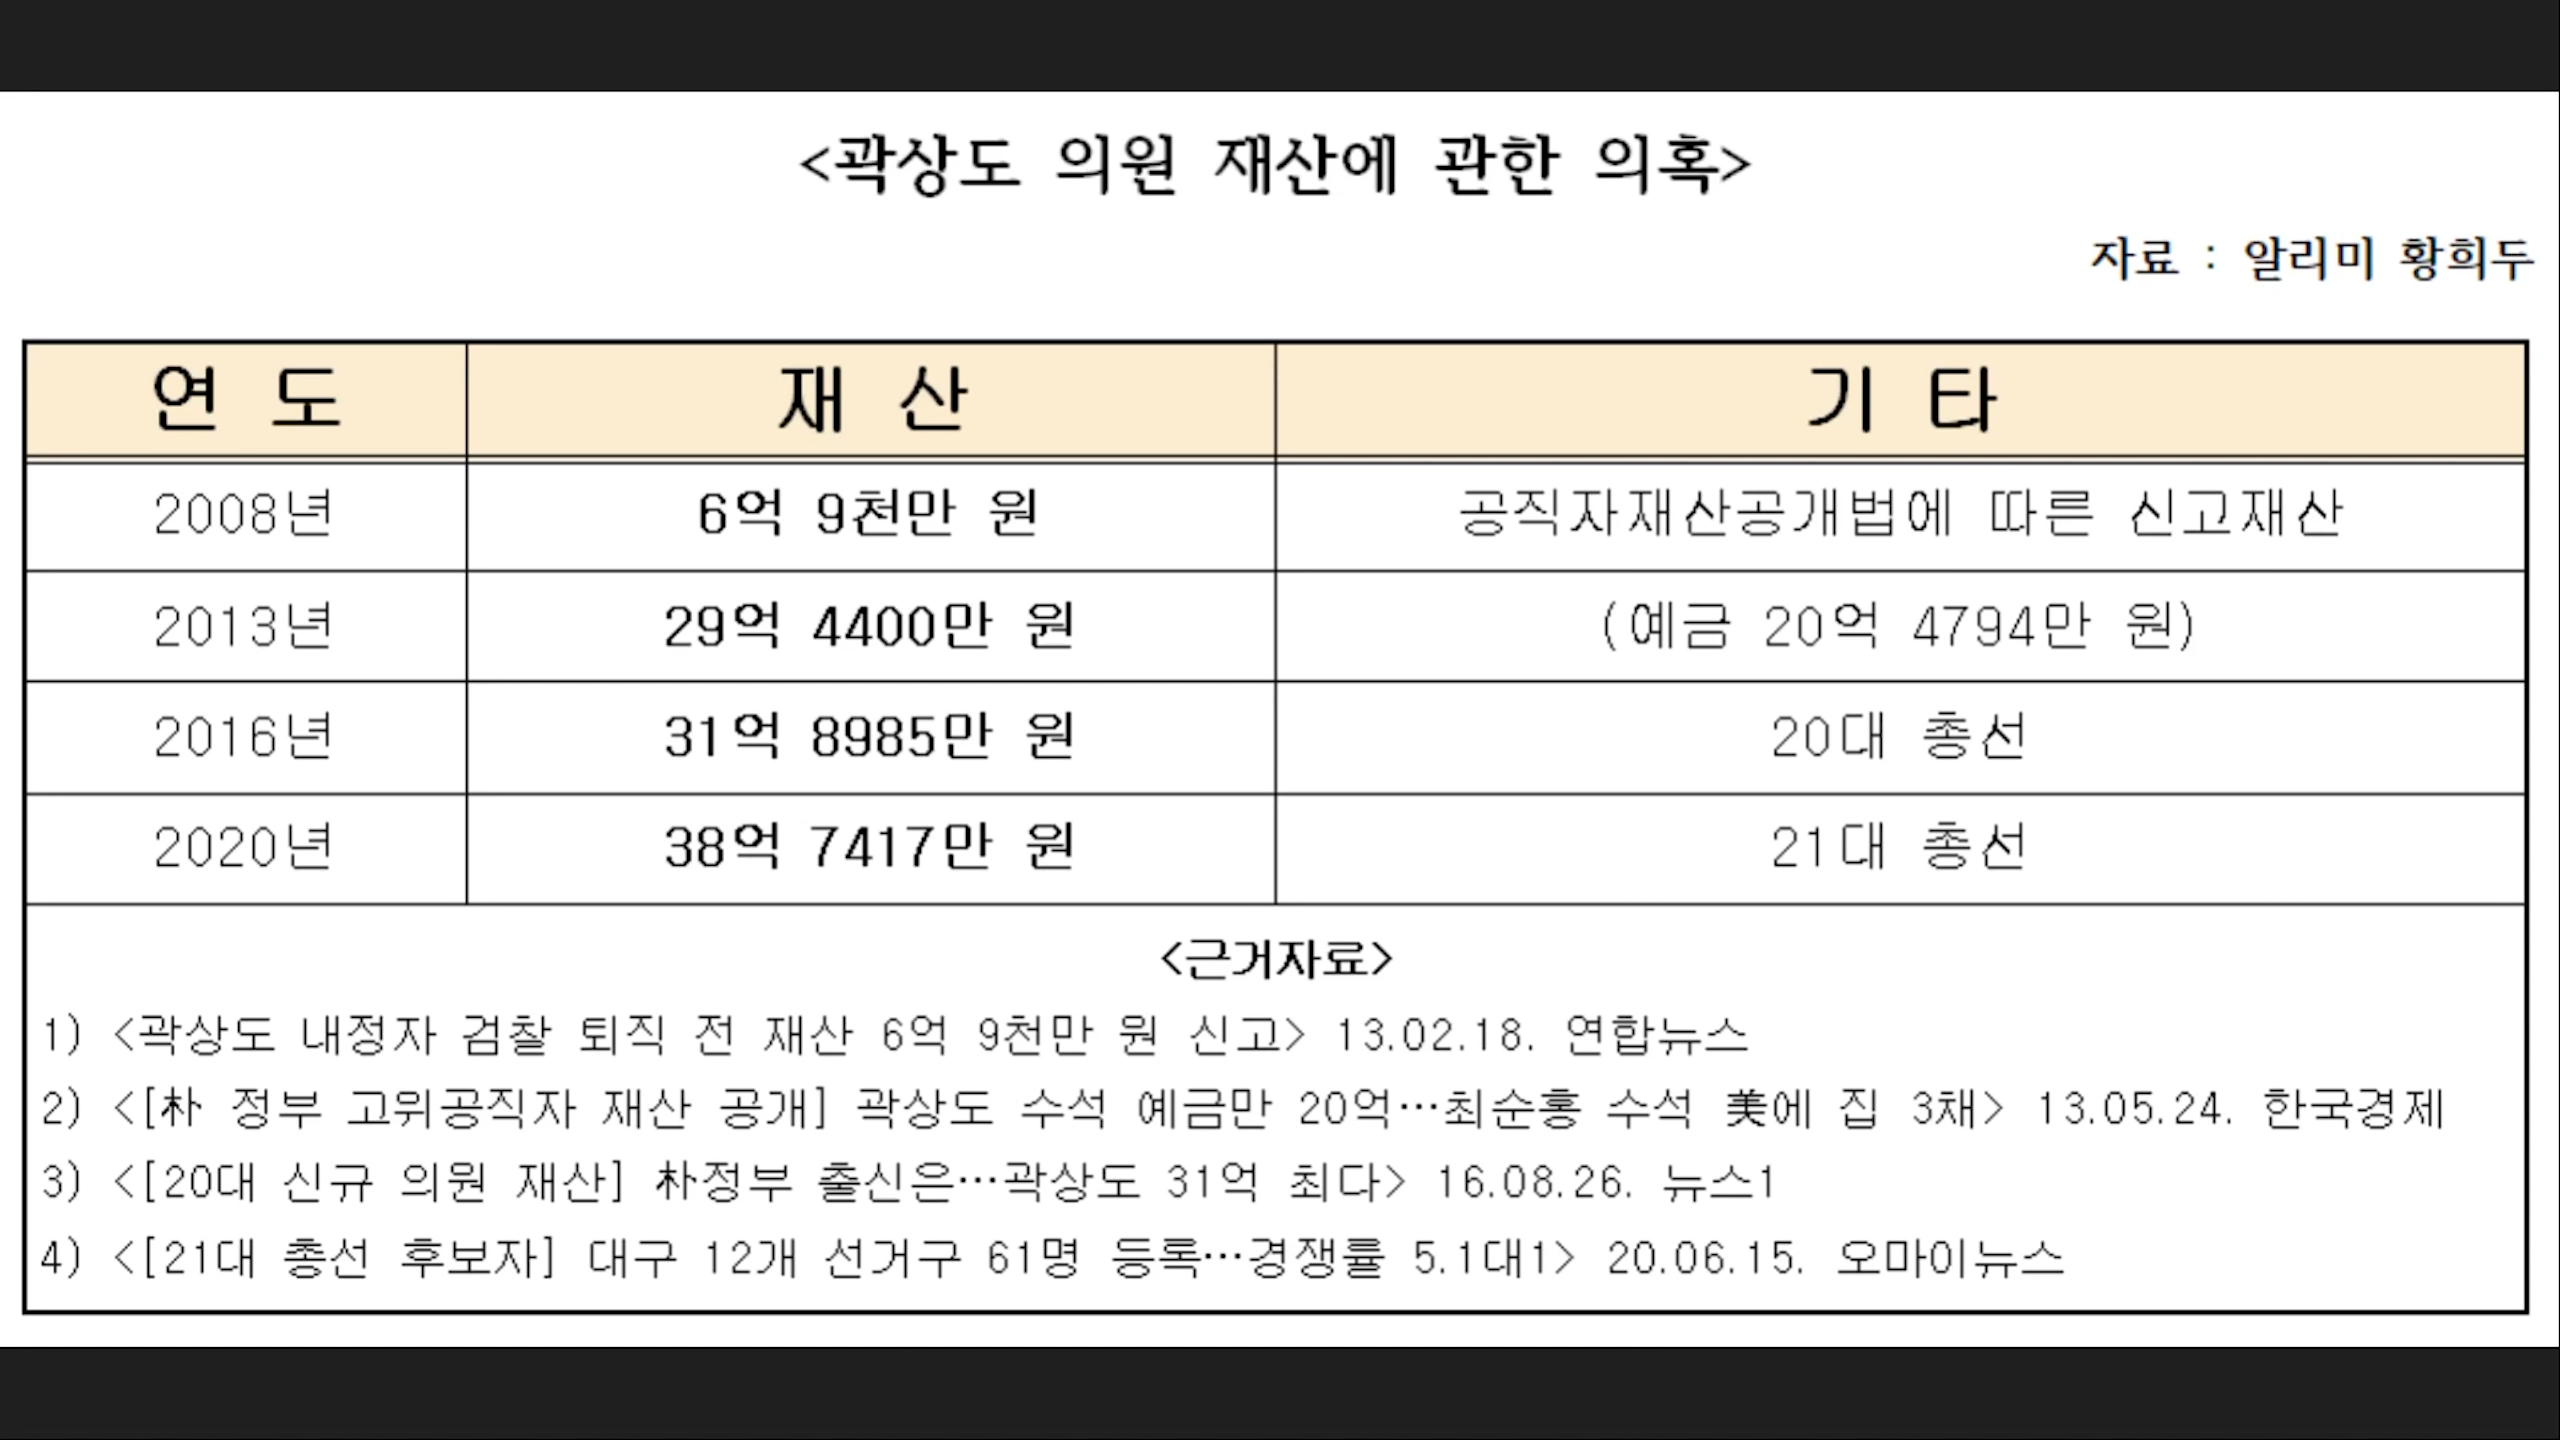 <곽상도 의원 재산에 관한 의혹>
자료 : 알리미 황희두
연 도 재 산 기 타
2008년 6억 9천만 원 공직자재산공개법에 따른 신고재산
2013년 29억 4400만 원 (예금 20억 4794만 원)
2016년 31억 8985만 원 20대 총선
2020년 38억 7417만 원 21대 총선
<근거자료>
1) <곽상도 내정자 검찰 퇴직 전 재산 6억 9천만 원 신고> 13.02.18. 연합뉴스
2) <[朴 정부 고위공직자 재산 공개] 곽상도 수석 예금만 20억…최순홍 수석 美에 집 3채> 13.05.24. 한국경제
3) <[20대 신규 의원 재산] 朴정부 출신은…곽상도 31억 최다> 16.08.26. 뉴스1
4) <[21대 총선 후보자] 대구 12개 선거구 61명 등록…경쟁률 5.1대1> 20.06.15. 오마이뉴스